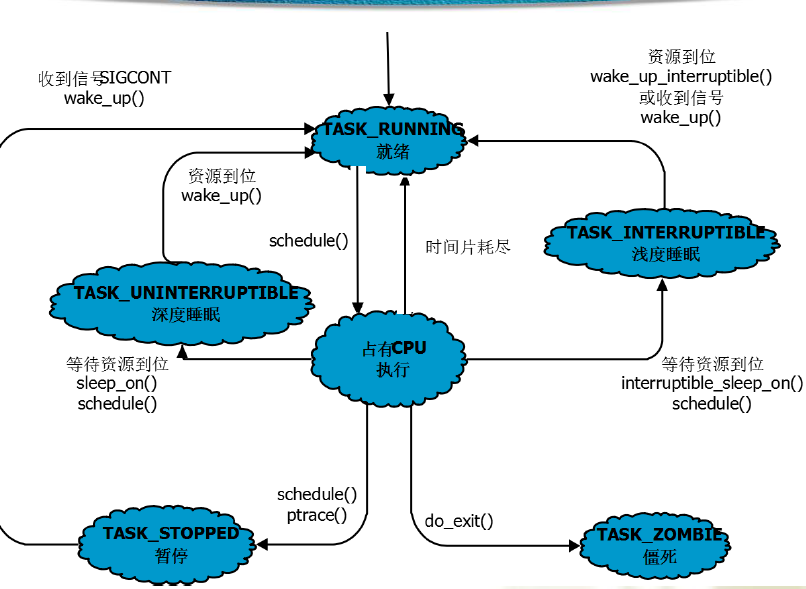 收到信号SIGCONT
wake_up()
资源到位
wake_up_interruptible()
或收到信号
wake_up()
TASK_RUNNING
就绪
资源到位
wake_up()
schedule()
时间片耗尽
TASK_INTERRUPTIBLE
浅度睡眠
TASK_UNINTERRUPTIBLE
深度睡眠
占有CPU
执行
等待资源到位
sleep_on()
schedule()
等待资源到位
interruptible_sleep_on()
schedule()
schedule()
ptrace()
do_exit()
TASK_STOPPED
暂停
TASK_ZOMBIE
僵死